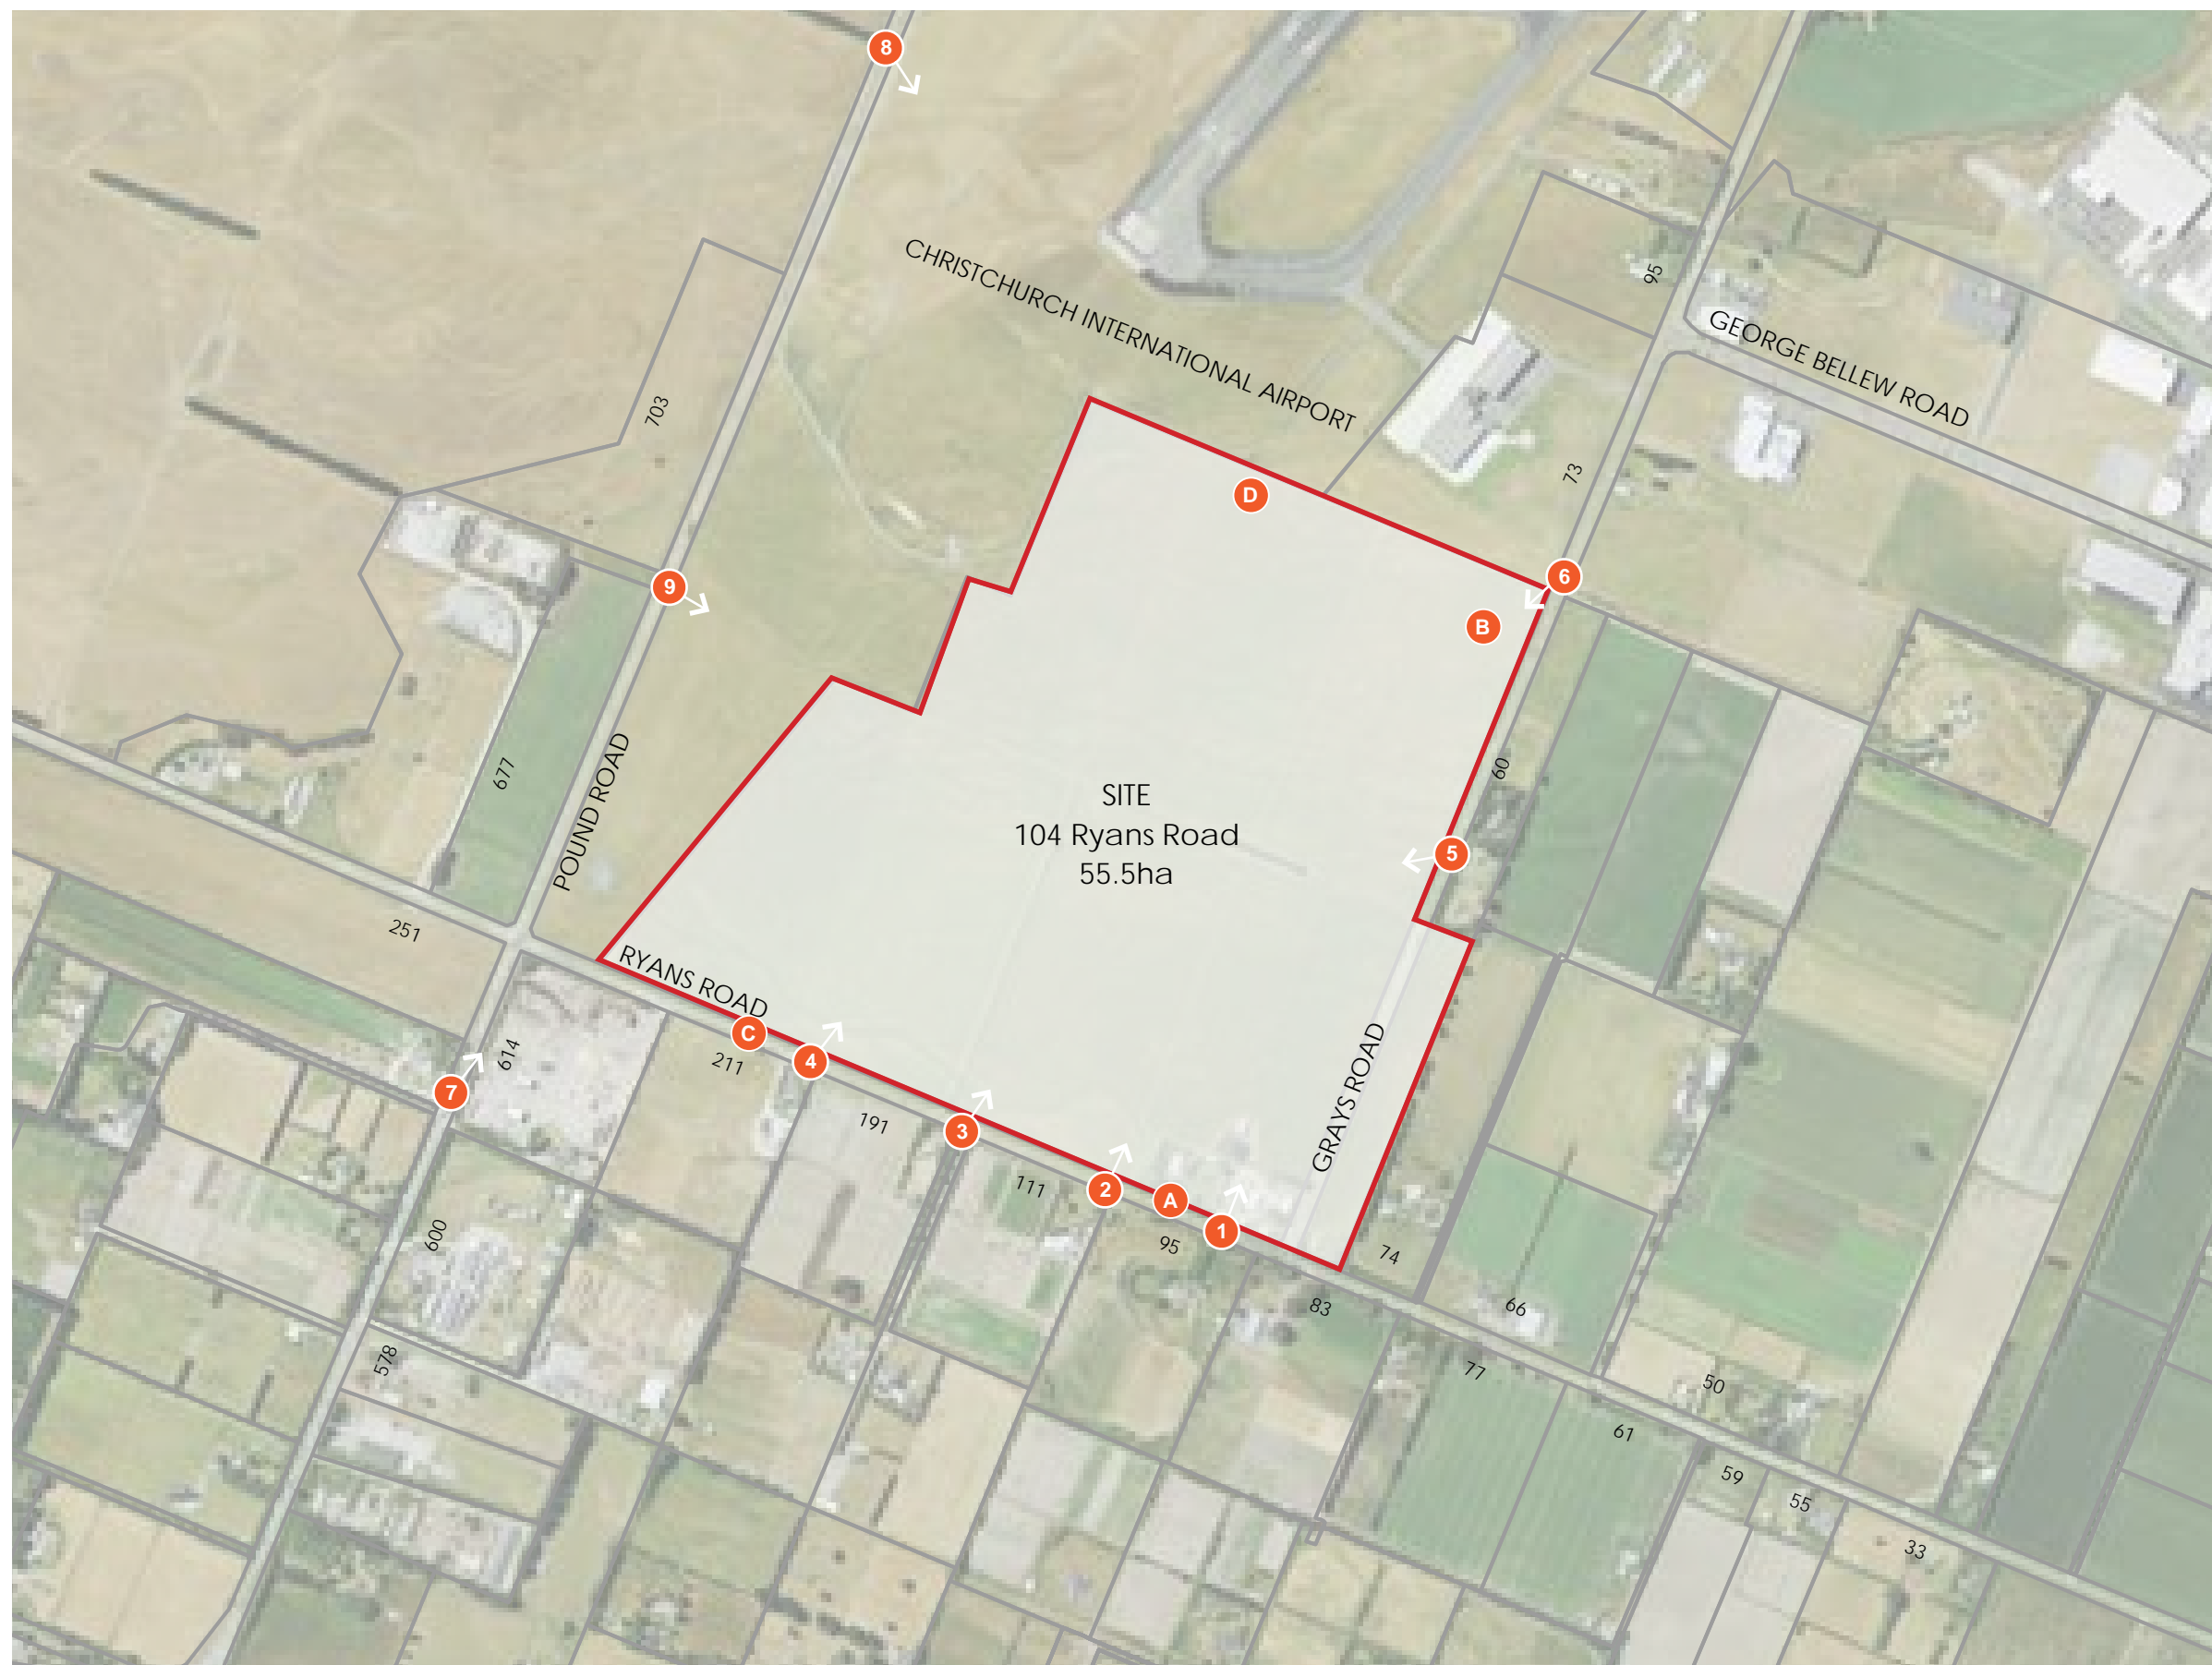 8
CHRISTCHURCH INTERNATIONAL AIRPORT
95
GEORGE BELLEW ROAD
703
73
D
6
9
B
SITE
104 Ryans Road
55.5ha
677
POUND ROAD
60
5
251
RYANS ROAD
C
4
211
614
7
191
3
GRAYS ROAD
111
2
A
1
95
74
600
83
66
578
77
50
61
59
55
33